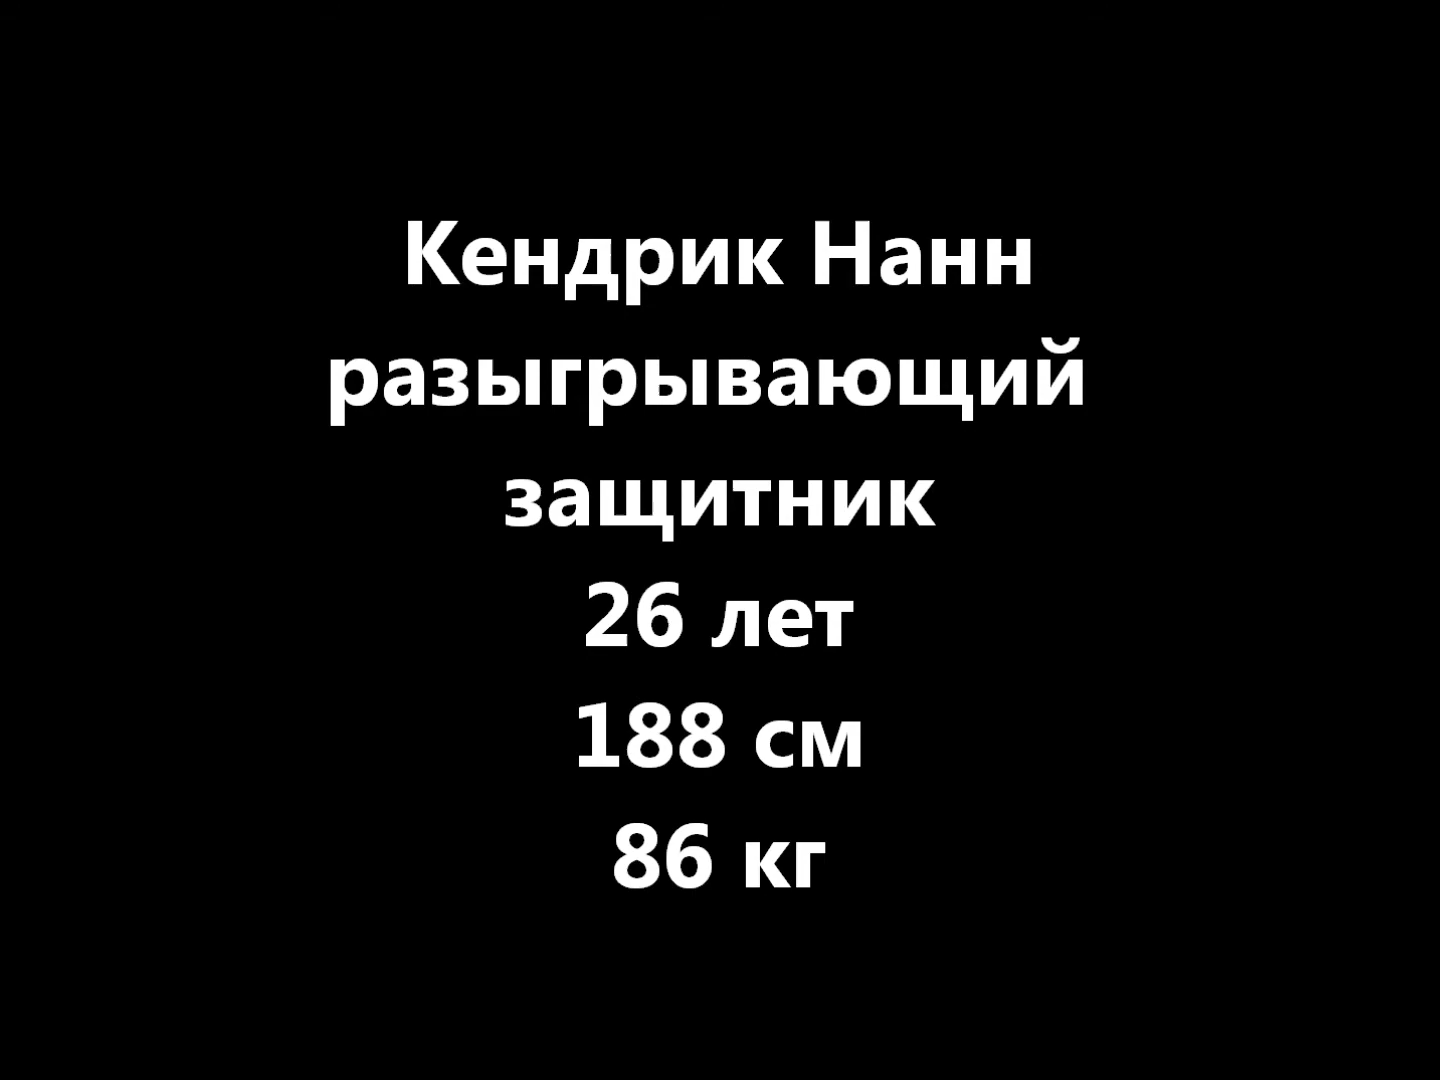 Кендрик Нанн
разыгрывающий
защитник
26 лет
188 см
86 кг